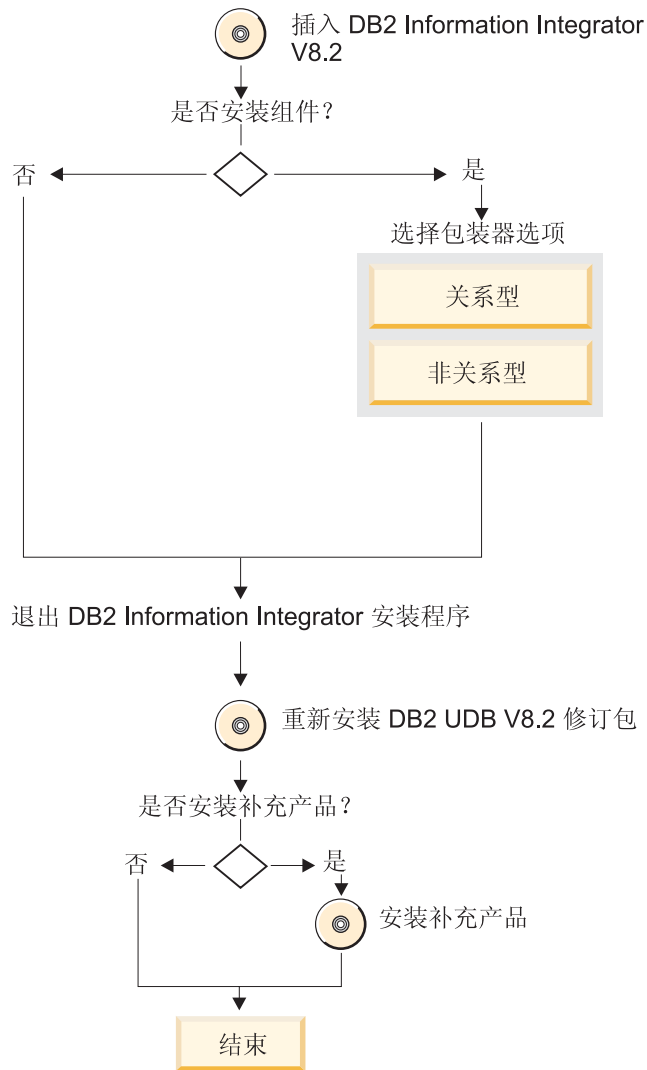 插入 DB2 Information Integrator
V8.2
是否安装组件？
否
是
选择包装器选项
关系型
非关系型
退出 DB2 Information Integrator 安装程序
重新安装 DB2 UDB V8.2 修订包
是否安装补充产品？
否
是
安装补充产品
结束